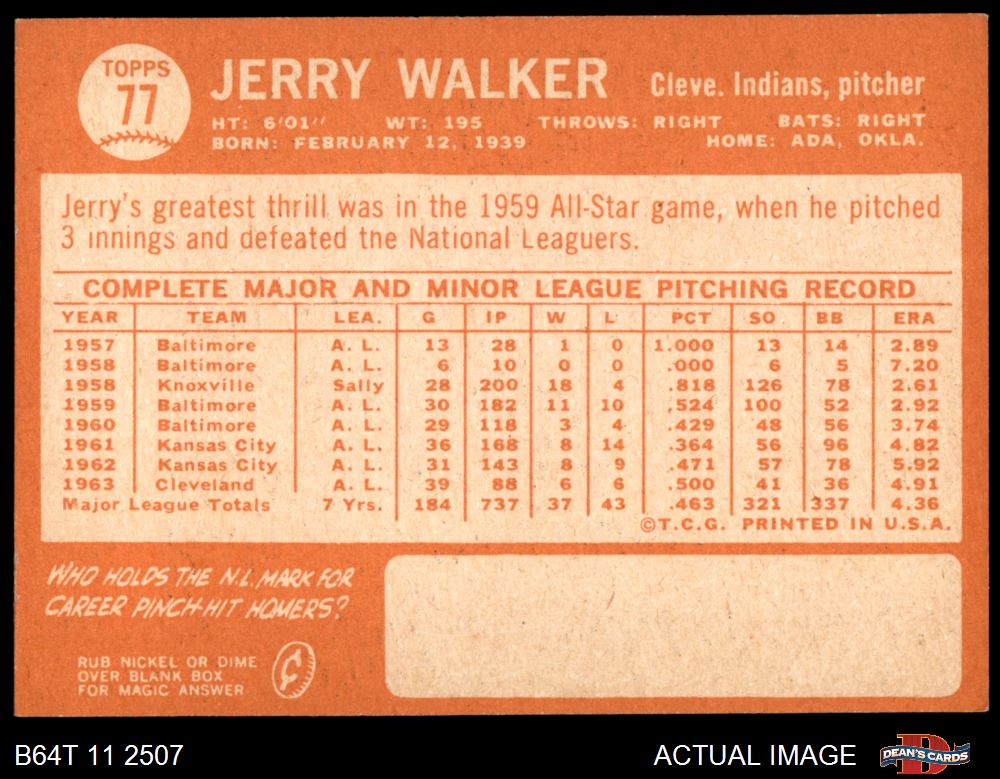 TOPPS
77
JERRY WALKER Cleve. Indians, pitcher
HT: 6'01" WT: 195 THROWS: RIGHT BATS: RIGHT
BORN: FEBRUARY 12, 1939 HOME: ADA, OKLA.
Jerry's greatest thrill was in the 1959 All-Star game, when he pitched
3 innings and defeated the National Leaguers.
COMPLETE MAJOR AND MINOR LEAGUE PITCHING RECORD
YEAR TEAM LEA. G IP W L PCT SO BB ERA
1957 Baltimore A. L. 13 28 1 0 1.000 13 14 2.89
1958 Baltimore A. L. 6 10 0 0 .000 6 5 7.20
1958 Knoxville Sally 28 200 18 4 .818 126 78 2.61
1959 Baltimore A. L. 30 182 11 10 .524 100 52 2.92
1960 Baltimore A. L. 29 118 3 4 .429 48 56 3.74
1961 Kansas City A. L. 36 168 8 14 .364 56 96 4.82
1962 Kansas City A. L. 31 143 8 9 .471 57 78 5.92
1963 Cleveland A. L. 39 88 6 6 .500 41 36 4.91
Major League Totals 7 Yrs. 184 737 37 43 .463 321 337 4.36
©T.C.G. PRINTED IN U.S.A.
WHO HOLDS THE N.L. MARK FOR
CAREER PINCH-HIT HOMERS?
RUB NICKEL OR DIME
OVER BLANK BOX
FOR MAGIC ANSWER
¢
B64T 11 2507 ACTUAL IMAGE DEAN'S CARDS